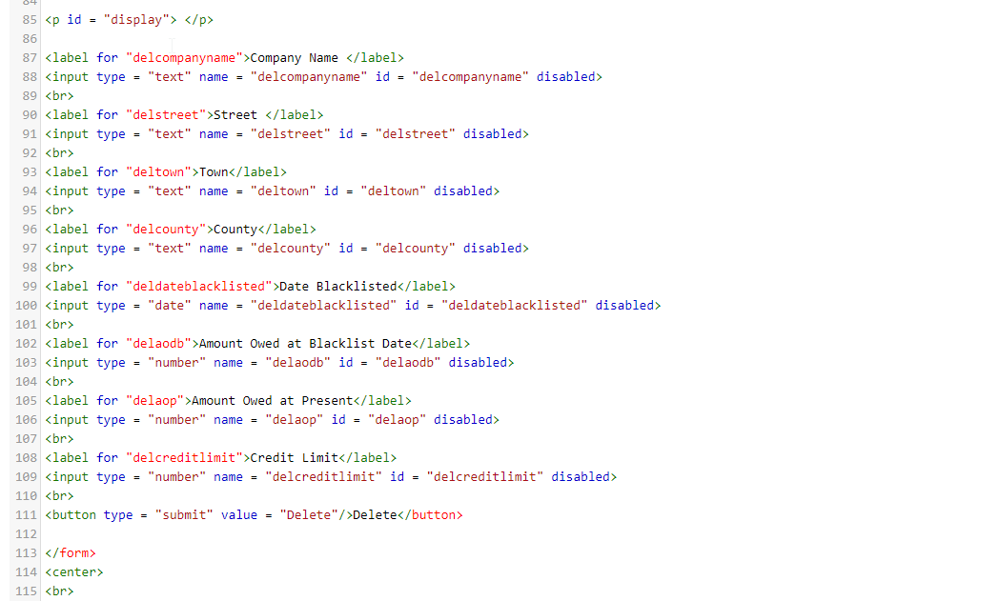 84
85 <p id = "display"> </p>
86
87 <label for "delcompanyname">Company Name </label>
88 <input type = "text" name = "delcompanyname" id = "delcompanyname" disabled>
89 <br>
90 <label for "delstreet">Street </label>
91 <input type = "text" name = "delstreet" id = "delstreet" disabled>
92 <br>
93 <label for "deltown">Town</label>
94 <input type = "text" name = "deltown" id = "deltown" disabled>
95 <br>
96 <label for "delcounty">County</label>
97 <input type = "text" name = "delcounty" id = "delcounty" disabled>
98 <br>
99 <label for "deldateblacklisted">Date Blacklisted</label>
100 <input type = "date" name = "deldateblacklisted" id = "deldateblacklisted" disabled>
101 <br>
102 <label for "delaodb">Amount Owed at Blacklist Date</label>
103 <input type = "number" name = "delaodb" id = "delaodb" disabled>
104 <br>
105 <label for "delaop">Amount Owed at Present</label>
106 <input type = "number" name = "delaop" id = "delaop" disabled>
107 <br>
108 <label for "delcreditlimit">Credit Limit</label>
109 <input type = "number" name = "delcreditlimit" id = "delcreditlimit" disabled>
110 <br>
111 <button type = "submit" value = "Delete"/>Delete</button>
112
113 </form>
114 <center>
115 <br>